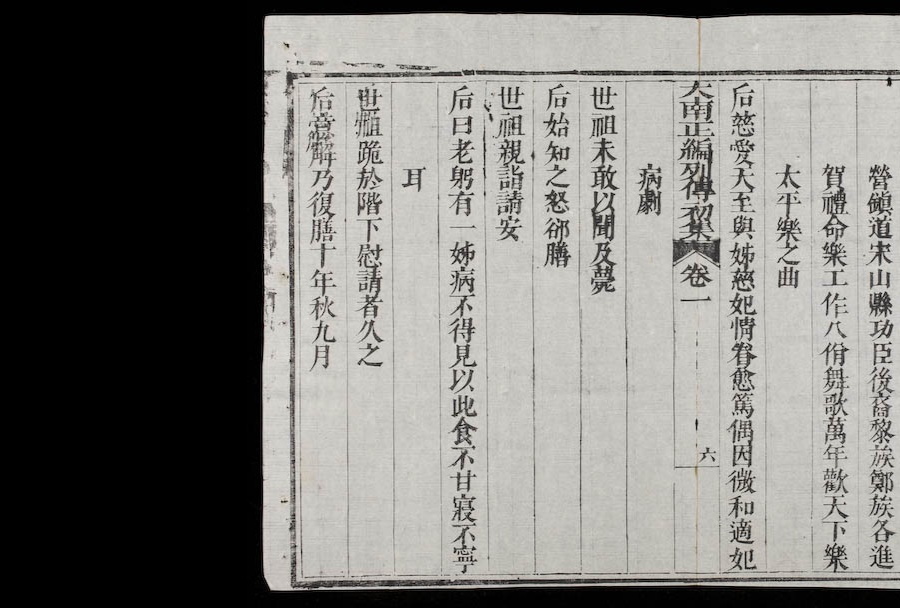 營鎭道宋山縣功臣後裔黎族鄭族各進
賀禮命樂工作八佾舞歌萬年歡天下樂
太平樂之曲
后慈愛天至與姊慈妃情眷愈篤偶因微和適妃
大南正編列傳初集 卷一 六
病劇
世祖未敢以聞及薨
后始知之怒卻膳
世祖親詣請安
后曰老躬有一姊病不得見以此食不甘寢不寧
耳
世祖跪於階下慰請者久之
后意解乃復膳十年秋九月